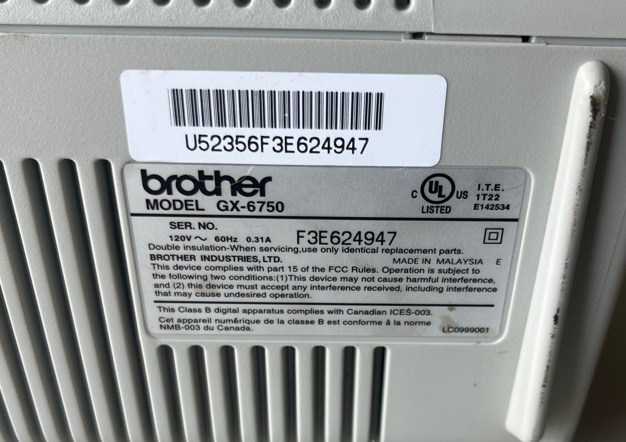 U52356F3E624947
brother
MODEL GX-6750
C UL US LISTED
I.T.E.
1T22
E142534
SER. NO. F3E624947
120V ~ 60Hz 0.31A
Double insulation-When servicing,use only identical replacement parts.
BROTHER INDUSTRIES, LTD. MADE IN MALAYSIA E
This device complies with part 15 of the FCC Rules. Operation is subject to
the following two conditions:(1)This device may not cause harmful interference,
and (2) this device must accept any interference received, including interference
that may cause undesired operation.
This Class B digital apparatus complies with Canadian ICES-003.
Cet appareil numérique de la classe B est conforme à la norme
NMB-003 du Canada. LC0999001